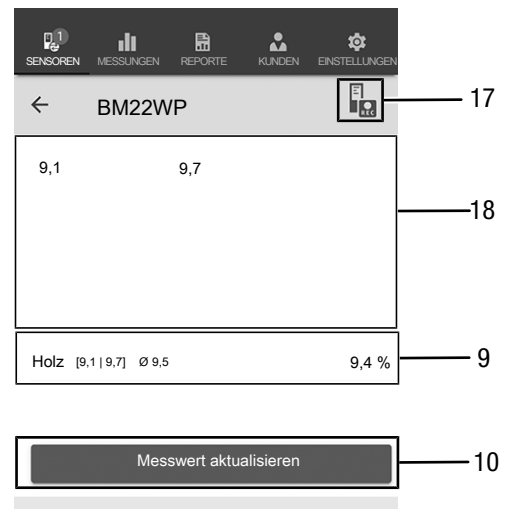 1
SENSOREN MESSUNGEN REPORTE KUNDEN EINSTELLUNGEN
BM22WP
REC
17
9,1 9,7
18
Holz [9,1 | 9,7] Ø 9,5 9,4 %
9
Messwert aktualisieren
10